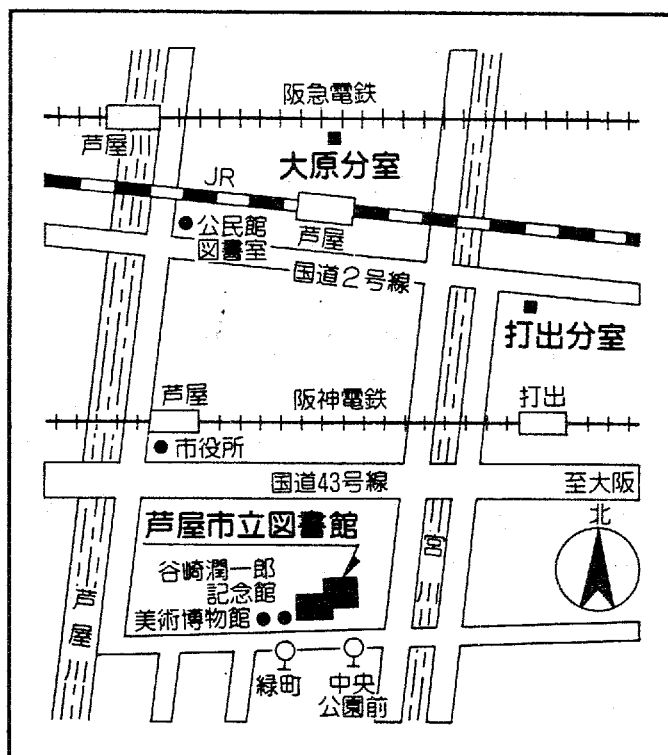 阪急電鉄
芦屋川
大原分室
JR
公民館
図書室
芦屋
国道2号線
打出分室
芦屋
阪神電鉄
打出
市役所
国道43号線
至大阪
北
芦屋市立図書館
谷崎潤一郎
記念館
美術博物館
宮川
芦屋川
緑町
中央
公園前